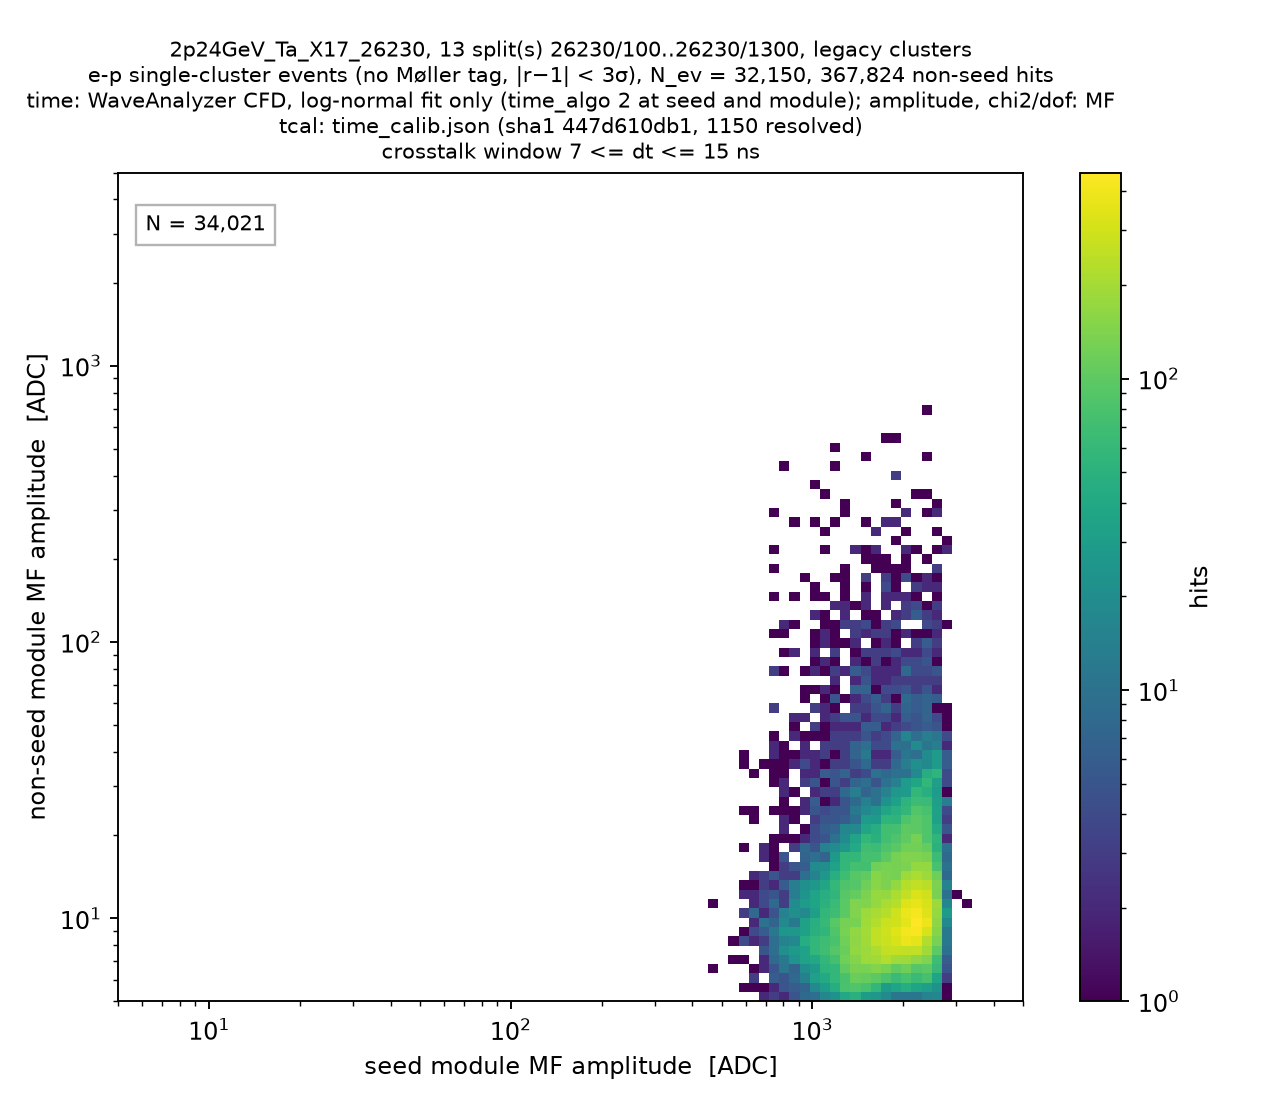 2p24GeV_Ta_X17_26230, 13 split(s) 26230/100..26230/1300, legacy clusters
e-p single-cluster events (no Møller tag, |r−1| < 3σ), N_ev = 32,150, 367,824 non-seed hits
time: WaveAnalyzer CFD, log-normal fit only (time_algo 2 at seed and module); amplitude, chi2/dof: MF
tcal: time_calib.json (sha1 447d610db1, 1150 resolved)
crosstalk window 7 <= dt <= 15 ns
N = 34,021
10³
10²
10¹
non-seed module MF amplitude [ADC]
10¹ 10² 10³
seed module MF amplitude [ADC]
10²
10¹
10⁰
hits